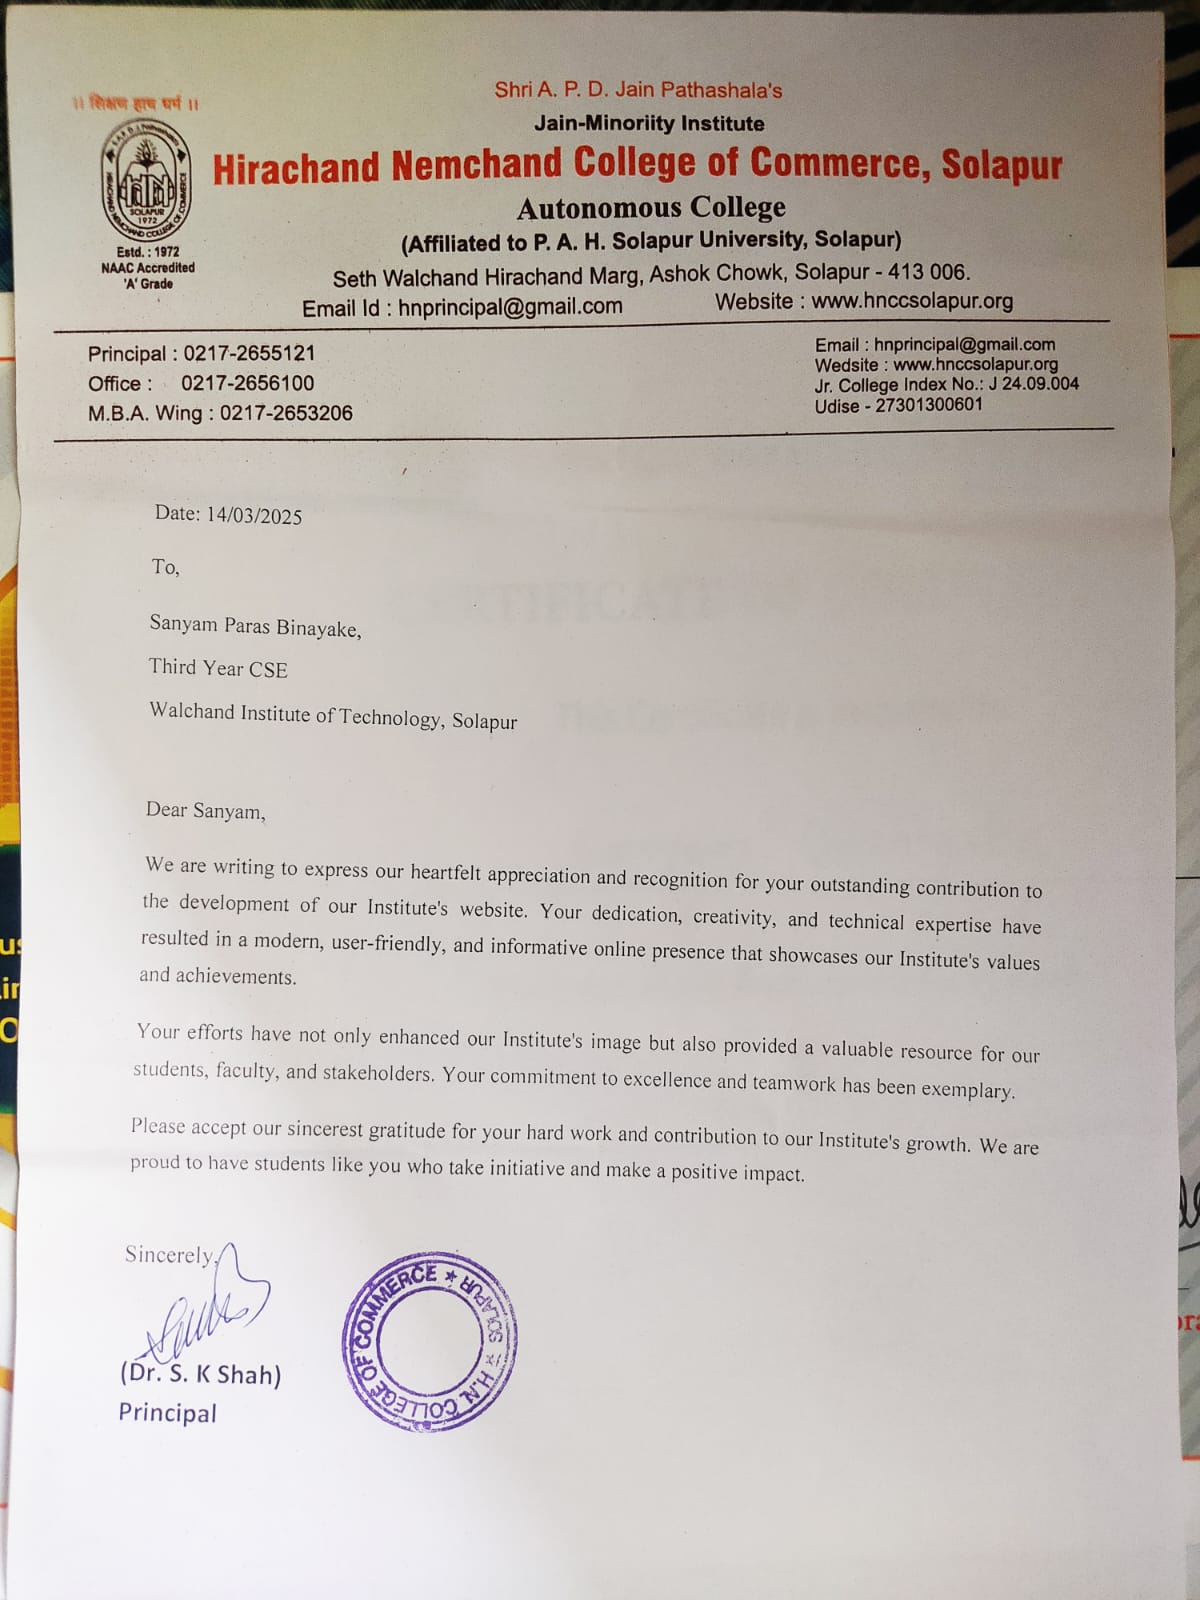 ।। शिक्षण हाच धर्म ।।
Shri A. P. D. Jain Pathashala's
Jain-Minoriity Institute
Hirachand Nemchand College of Commerce, Solapur
Autonomous College
(Affiliated to P. A. H. Solapur University, Solapur)
Seth Walchand Hirachand Marg, Ashok Chowk, Solapur - 413 006.
Email Id : hnprincipal@gmail.com Website : www.hnccsolapur.org
HIRACHAND NEMCHAND COLLEGE OF COMMERCE
SOLAPUR
1972
Estd. : 1972
NAAC Accredited
'A' Grade
Principal : 0217-2655121
Office : 0217-2656100
M.B.A. Wing : 0217-2653206
Email : hnprincipal@gmail.com
Wedsite : www.hnccsolapur.org
Jr. College Index No.: J 24.09.004
Udise - 27301300601
Date: 14/03/2025
To,
Sanyam Paras Binayake,
Third Year CSE
Walchand Institute of Technology, Solapur
Dear Sanyam,
We are writing to express our heartfelt appreciation and recognition for your outstanding contribution to
the development of our Institute's website. Your dedication, creativity, and technical expertise have
resulted in a modern, user-friendly, and informative online presence that showcases our Institute's values
and achievements.
Your efforts have not only enhanced our Institute's image but also provided a valuable resource for our
students, faculty, and stakeholders. Your commitment to excellence and teamwork has been exemplary.
Please accept our sincerest gratitude for your hard work and contribution to our Institute's growth. We are
proud to have students like you who take initiative and make a positive impact.
Sincerely,
(Dr. S. K Shah)
Principal
H.N. COLLEGE OF COMMERCE ★ SOLAPUR ★